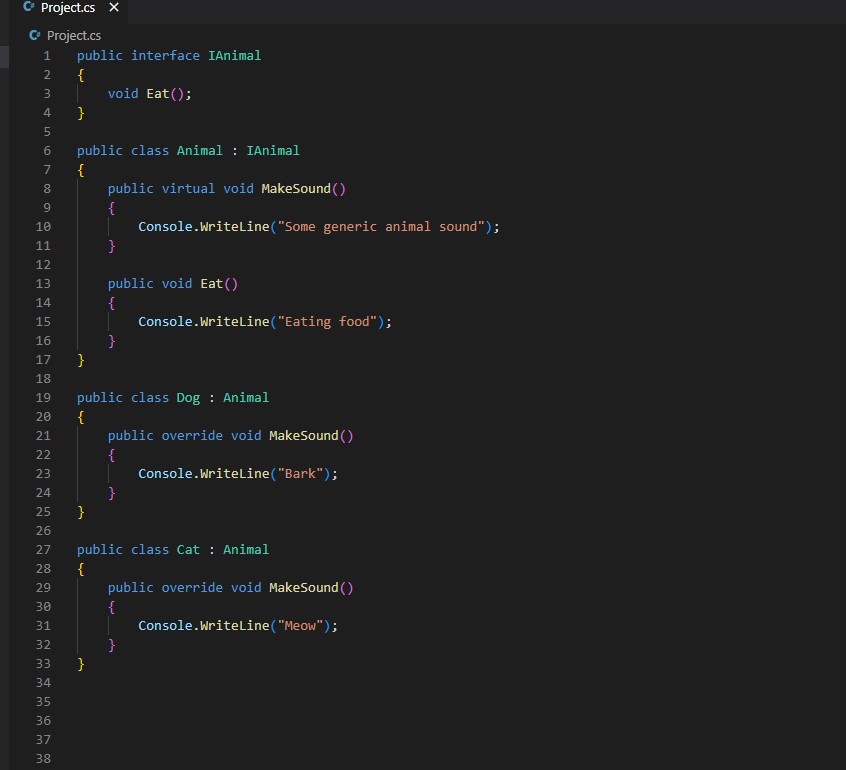 Project.cs
Project.cs
1 public interface IAnimal
2 {
3     void Eat();
4 }
5
6 public class Animal : IAnimal
7 {
8     public virtual void MakeSound()
9     {
10         Console.WriteLine("Some generic animal sound");
11     }
12
13     public void Eat()
14     {
15         Console.WriteLine("Eating food");
16     }
17 }
18
19 public class Dog : Animal
20 {
21     public override void MakeSound()
22     {
23         Console.WriteLine("Bark");
24     }
25 }
26
27 public class Cat : Animal
28 {
29     public override void MakeSound()
30     {
31         Console.WriteLine("Meow");
32     }
33 }
34
35
36
37
38